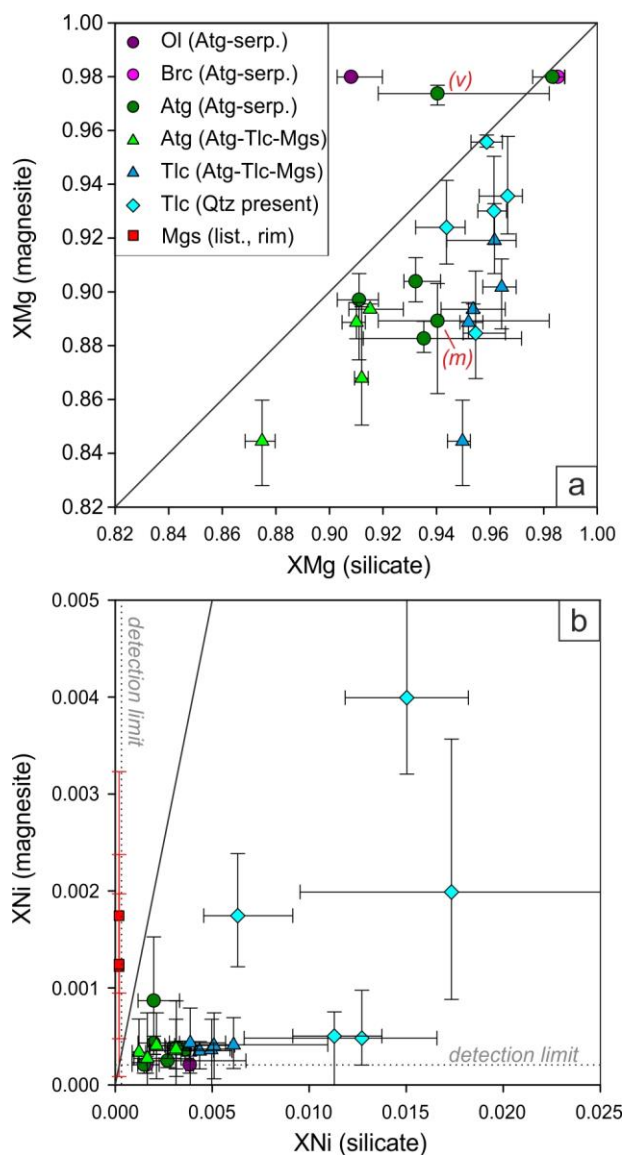 Ol (Atg-serp.)
Brc (Atg-serp.)
Atg (Atg-serp.)
Atg (Atg-Tlc-Mgs)
Tlc (Atg-Tlc-Mgs)
Tlc (Qtz present)
Mgs (list., rim)
(v)
(m)
a
XMg (magnesite)
1.00
0.98
0.96
0.94
0.92
0.90
0.88
0.86
0.84
0.82
0.82 0.84 0.86 0.88 0.90 0.92 0.94 0.96 0.98 1.00
XMg (silicate)
b
detection limit
XNi (magnesite)
0.005
0.004
0.003
0.002
0.001
0.000
detection limit
0.000 0.005 0.010 0.015 0.020 0.025
XNi (silicate)